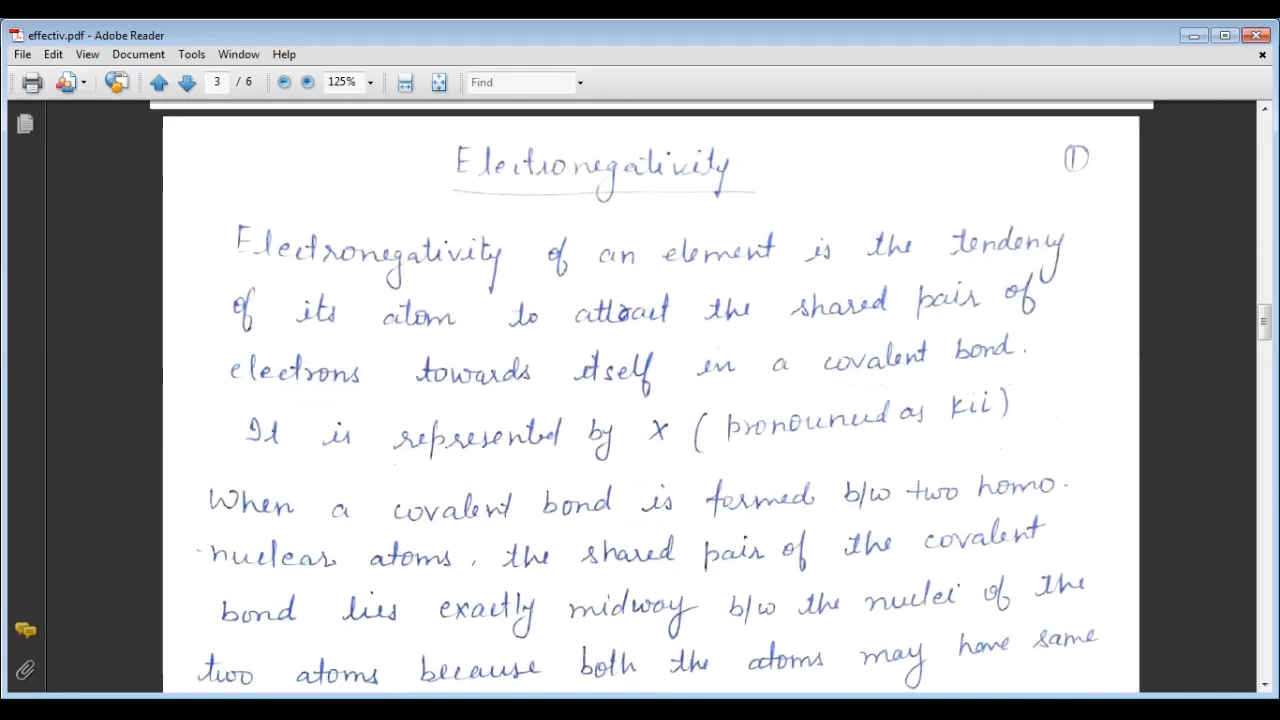 effectiv.pdf - Adobe Reader
File Edit View Document Tools Window Help
3 / 6 125% Find
Electronegativity
1
Electronegativity of an element is the tendency
of its atom to attract the shared pair of
electrons towards itself in a covalent bond.
It is represented by X (pronounced as kii)
When a covalent bond is formed b/w two homo-
nuclear atoms, the shared pair of the covalent
bond lies exactly midway b/w the nuclei of the
two atoms because both the atoms may have same